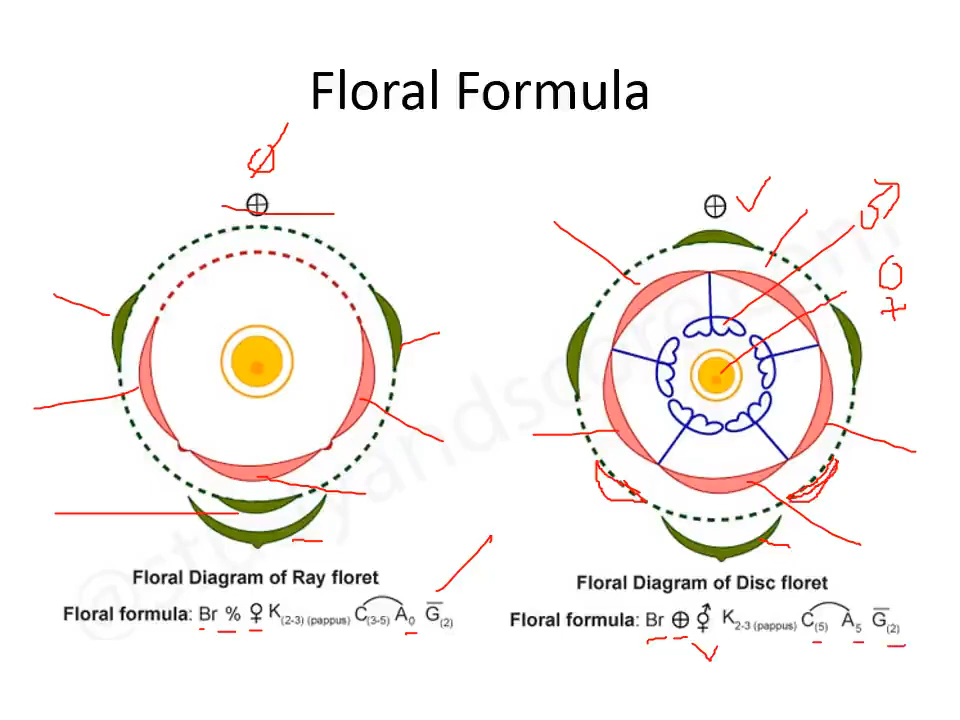 Floral Formula
Floral Diagram of Ray floret
Floral formula: Br % ♀ K(2-3) (pappus) C(3-5) A0 G̅(2)
Floral Diagram of Disc floret
Floral formula: Br ⊕ ⚥ K2-3 (pappus) C(5) A5 G̅(2)